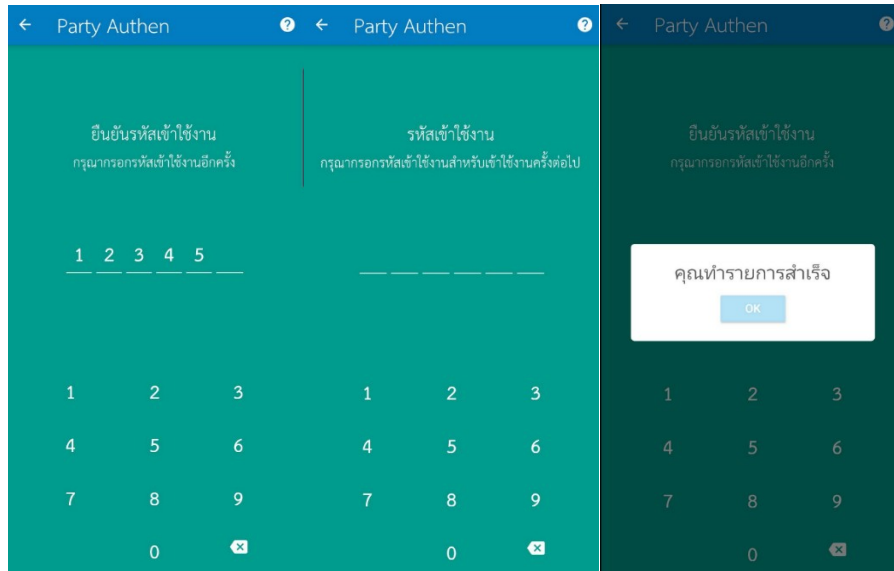 Party Authen
ยืนยันรหัสเข้าใช้งาน
กรุณากรอกรหัสเข้าใช้งานอีกครั้ง
1 2 3 4 5
1 2 3
4 5 6
7 8 9
0
Party Authen
รหัสเข้าใช้งาน
กรุณากรอกรหัสเข้าใช้งานสำหรับเข้าใช้งานครั้งต่อไป
1 2 3
4 5 6
7 8 9
0
Party Authen
ยืนยันรหัสเข้าใช้งาน
กรุณากรอกรหัสเข้าใช้งานอีกครั้ง
คุณทำรายการสำเร็จ
OK
1 2 3
4 5 6
7 8 9
0